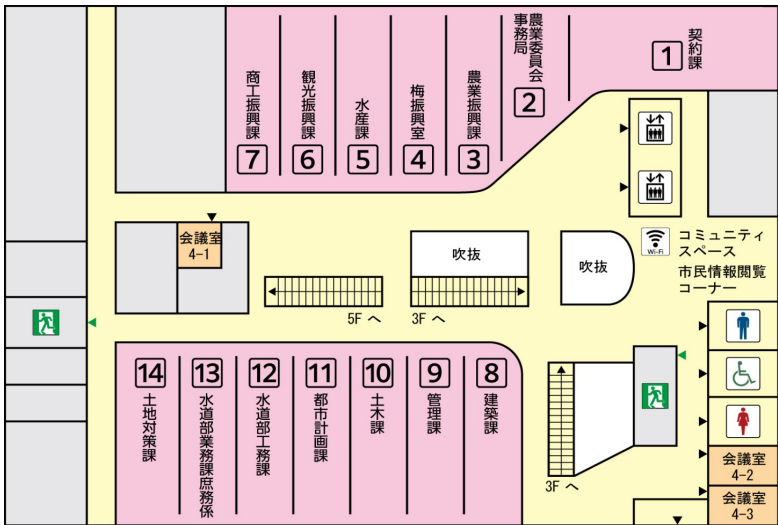 1
契約課
2
農業委員会
事務局
3
農業振興課
4
梅振興室
5
水産課
6
観光振興課
7
商工振興課
会議室
4-1
吹抜
吹抜
Wi-Fi
コミュニティ
スペース
市民情報閲覧
コーナー
5F へ
3F へ
14
土地対策課
13
水道部業務課庶務係
12
水道部工務課
11
都市計画課
10
土木課
9
管理課
8
建築課
3F へ
会議室
4-2
会議室
4-3